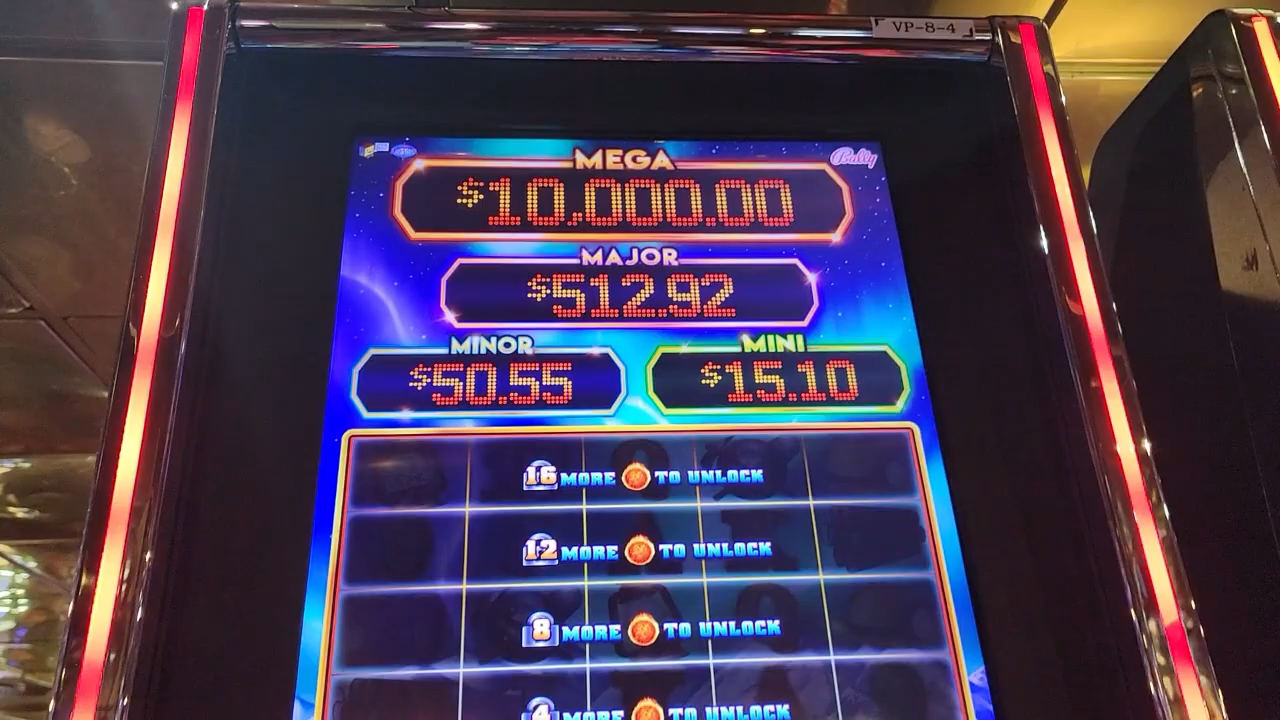 VP-8-4
Bally
MEGA
$10,000.00
MAJOR
$512.92
MINOR
$50.55
MINI
$15.10
16 MORE TO UNLOCK
12 MORE TO UNLOCK
8 MORE TO UNLOCK
4 MORE TO UNLOCK